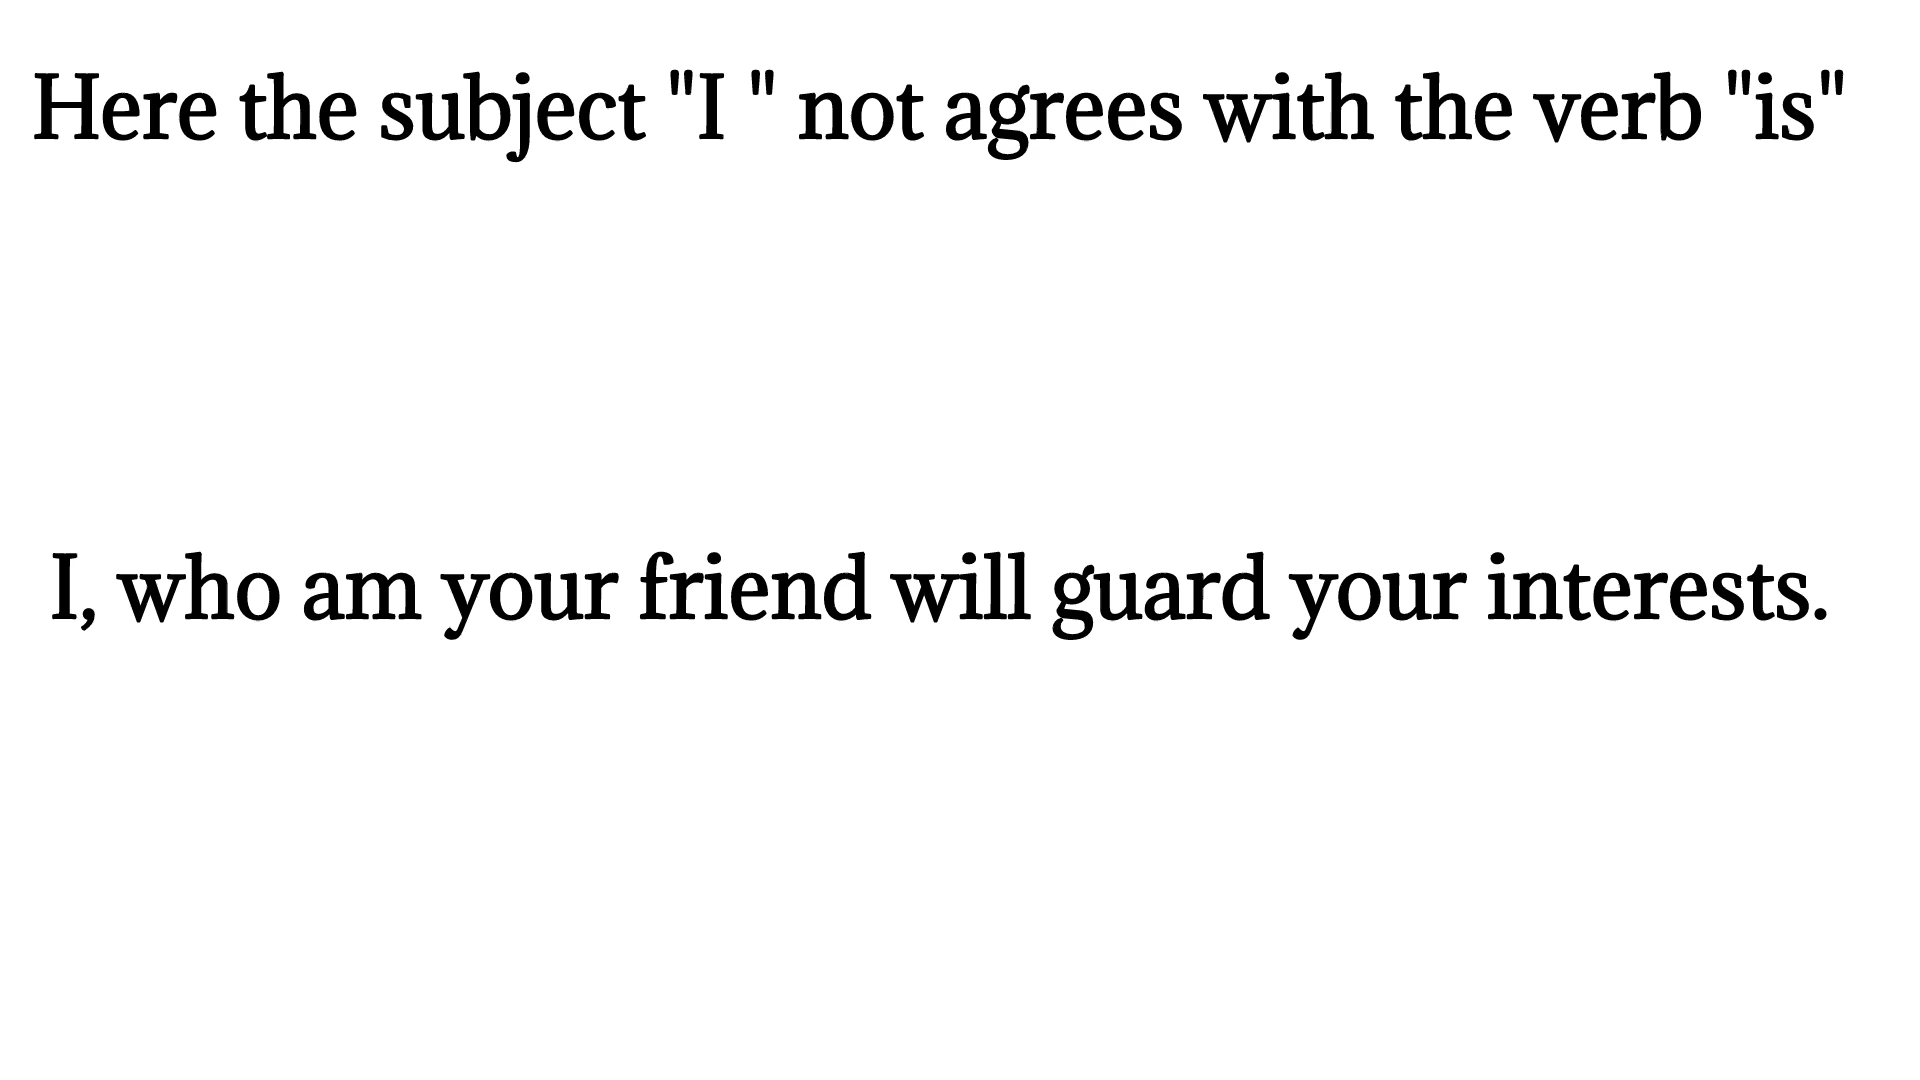 Here the subject "I " not agrees with the verb "is"
I, who am your friend will guard your interests.